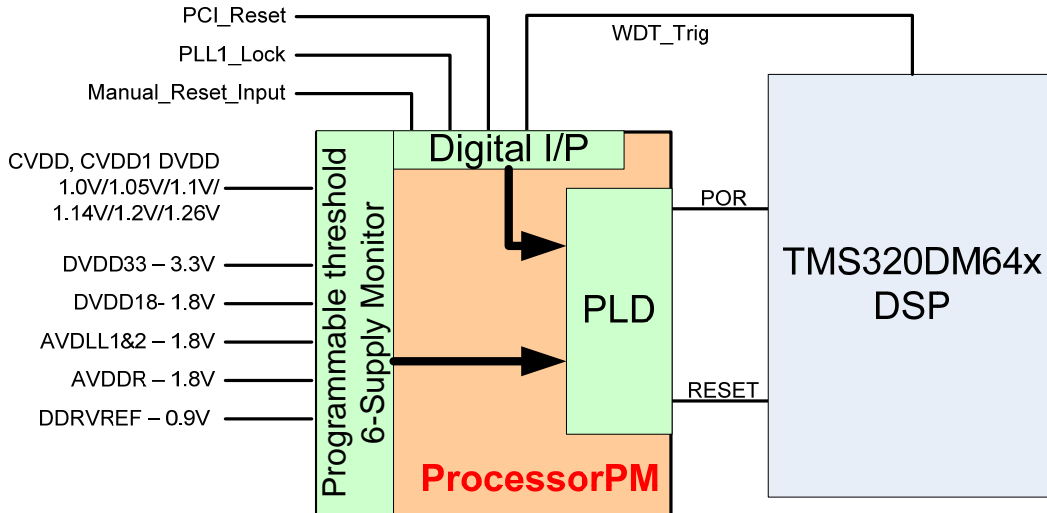 PCI_Reset
WDT_Trig
PLL1_Lock
Manual_Reset_Input
Digital I/P
CVDD, CVDD1 DVDD
1.0V/1.05V/1.1V/
1.14V/1.2V/1.26V
DVDD33 – 3.3V
DVDD18- 1.8V
AVDLL1&2 – 1.8V
AVDDR – 1.8V
DDRVREF – 0.9V
Programmable threshold
6-Supply Monitor
PLD
POR
RESET
TMS320DM64x
DSP
ProcessorPM